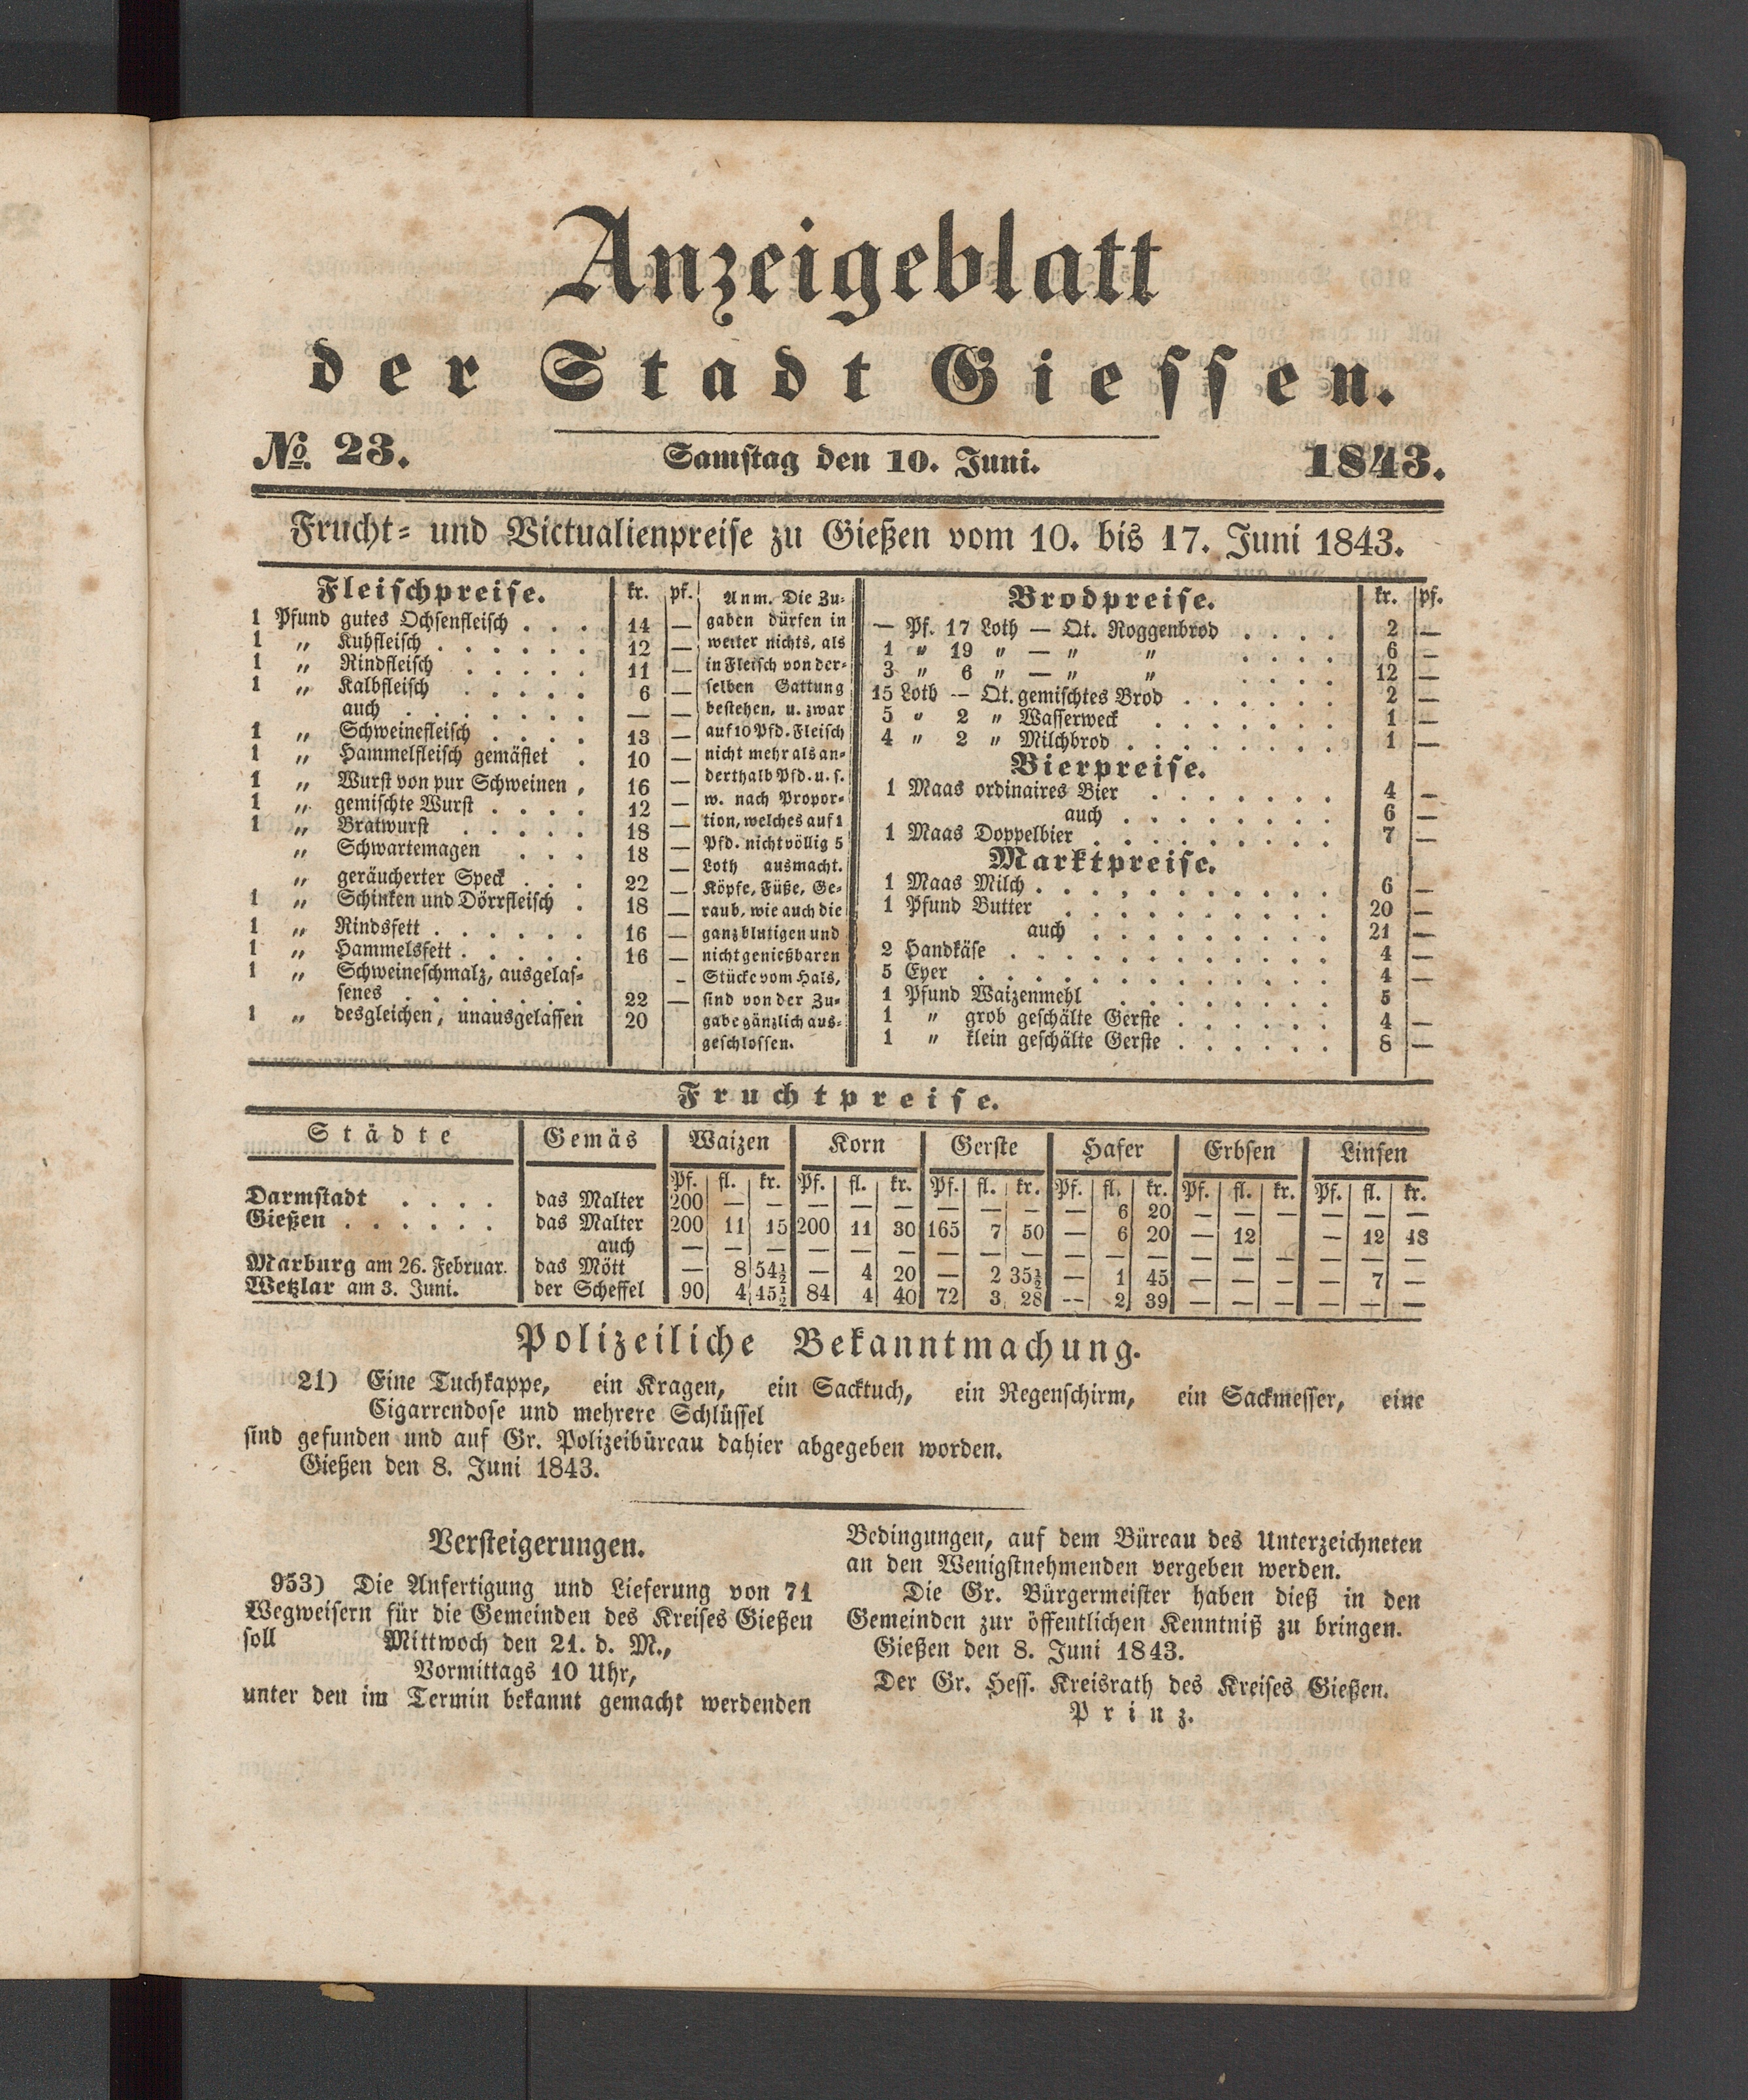 Anzeigeblatt
der Stadt Giessen.
No. 23. Samstag den 10. Juni. 1843.
Frucht- und Victualienpreise zu Gießen vom 10. bis 17. Juni 1843.
Fleischpreise. kr. pf.
1 Pfund gutes Ochsenfleisch . . . 14 —
1 „ Kuhfleisch . . . . . . 12 —
1 „ Rindfleisch . . . . . 11 —
1 „ Kalbfleisch . . . . . 6 —
auch . . . . . . . — —
1 „ Schweinefleisch . . . . 13 —
1 „ Hammelfleisch gemästet . 10 —
1 „ Wurst von pur Schweinen , 16 —
1 „ gemischte Wurst . . . . 12 —
1 „ Bratwurst . . . . . 18 —
„ Schwartemagen . . . 18 —
„ geräucherter Speck . . . 22 —
1 „ Schinken und Dörrfleisch . 18 —
1 „ Rindsfett . . . . . . 16 —
1 „ Hammelsfett . . . . . 16 —
1 „ Schweineschmalz, ausgelas-
senes . . . . . . . 22 —
1 „ desgleichen, unausgelassen 20
Anm. Die Zu-
gaben dürfen in
weiter nichts, als
in Fleisch von der-
selben Gattung
bestehen, u. zwar
auf 10 Pfd. Fleisch
nicht mehr als an-
derthalb Pfd. u. s.
w. nach Propor-
tion, welches auf 1
Pfd. nicht völlig 5
Loth ausmacht.
Köpfe, Füße, Ge-
raub, wie auch die
ganz blutigen und
nicht genießbaren
Stücke vom Hals,
sind von der Zu-
gabe gänzlich aus-
geschlossen.
Brodpreise. kr. pf.
— Pf. 17 Loth — Qt. Roggenbrod . . . . 2 —
1 „ 19 „ — „ „ . . . . 6 —
3 „ 6 „ — „ „ . . . . 12 —
15 Loth — Qt. gemischtes Brod . . . . . . 2 —
5 „ 2 „ Wasserweck . . . . . . . 1 —
4 „ 2 „ Milchbrod . . . . . . . . 1 —
Bierpreise.
1 Maas ordinaires Bier . . . . . . . 4 —
auch . . . . . . . . 6 —
1 Maas Doppelbier . . . . . . . . . 7 —
Marktpreise.
1 Maas Milch . . . . . . . . . . . 6 —
1 Pfund Butter . . . . . . . . . . 20 —
auch . . . . . . . . . 21 —
2 Handkäse . . . . . . . . . . . . 4 —
5 Eyer . . . . . . . . . . . . . 4 —
1 Pfund Waizenmehl . . . . . . . . 5
1 „ grob geschälte Gerste . . . . . . 4 —
1 „ klein geschälte Gerste . . . . . . 8 —
Fruchtpreise.
Städte Gemäs Waizen Korn Gerste Hafer Erbsen Linsen
Pf. fl. kr. Pf. fl. kr. Pf. fl. kr. Pf. fl. kr. Pf. fl. kr. Pf. fl. kr.
Darmstadt . . . . das Malter 200 — — — — — — — — — 6 20 — — — — — —
Gießen . . . . . . das Malter 200 11 15 200 11 30 165 7 50 — 6 20 — 12 — 12 48
auch — — — — — — — — — — — — — — — — — —
Marburg am 26. Februar. das Mött — 8 54½ — 4 20 — 2 35½ — 1 45 — — — — 7 —
Wetzlar am 3. Juni. der Scheffel 90 4 45½ 84 4 40 72 3 28 — 2 39 — — — — — —
Polizeiliche Bekanntmachung.
21) Eine Tuchkappe, ein Kragen, ein Sacktuch, ein Regenschirm, ein Sackmesser, eine
Cigarrendose und mehrere Schlüssel
sind gefunden und auf Gr. Polizeibüreau dahier abgegeben worden.
Gießen den 8. Juni 1843.
Versteigerungen.
953) Die Anfertigung und Lieferung von 71
Wegweisern für die Gemeinden des Kreises Gießen
soll Mittwoch den 21. d. M.,
Vormittags 10 Uhr,
unter den im Termin bekannt gemacht werdenden
Bedingungen, auf dem Büreau des Unterzeichneten
an den Wenigstnehmenden vergeben werden.
Die Gr. Bürgermeister haben dieß in den
Gemeinden zur öffentlichen Kenntniß zu bringen.
Gießen den 8. Juni 1843.
Der Gr. Hess. Kreisrath des Kreises Gießen.
Prinz.